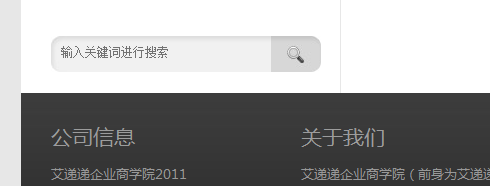 输入关键词进行搜索
公司信息
关于我们
艾递递企业商学院2011
艾递递企业商学院（前身为艾递递